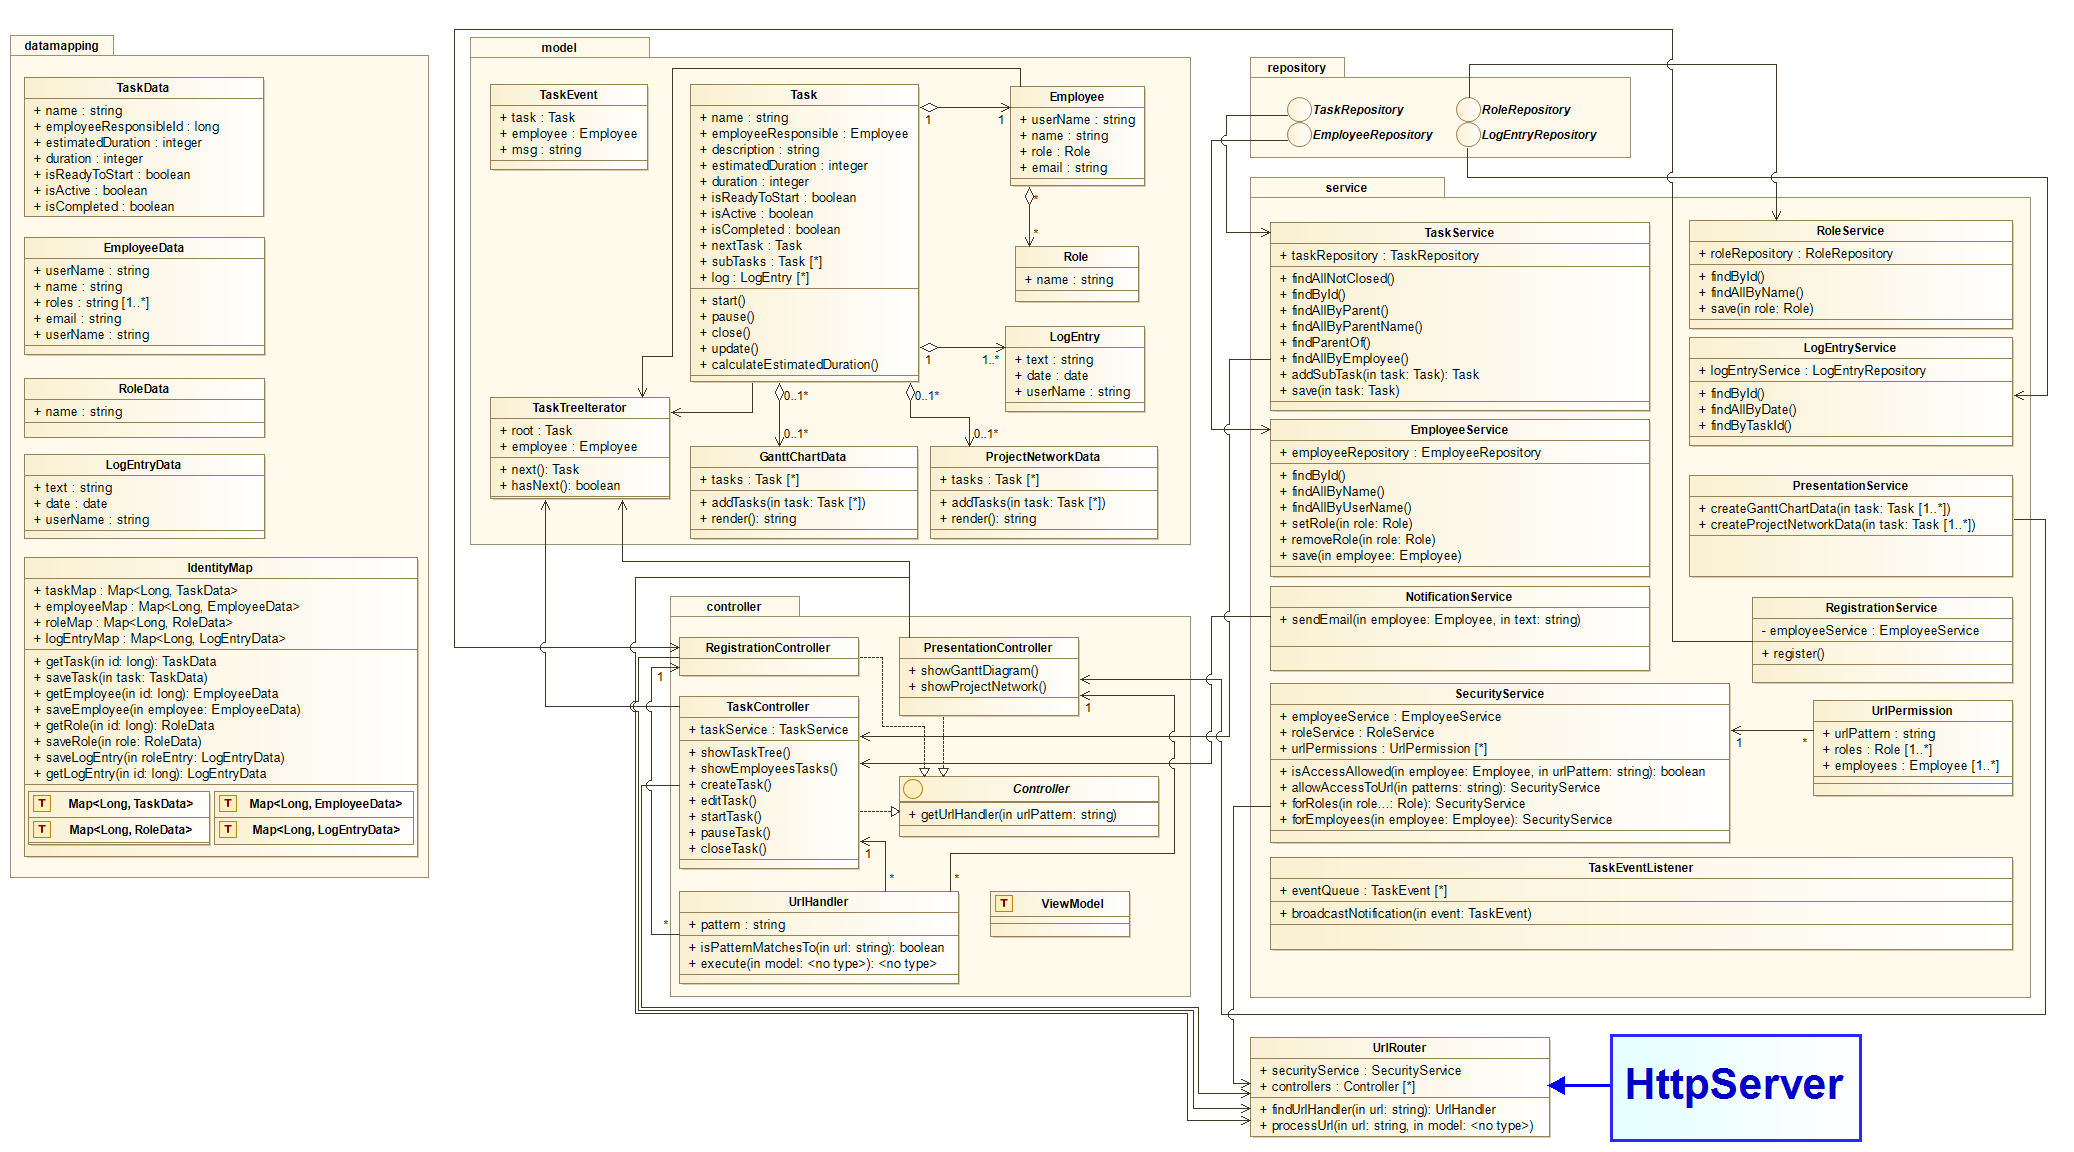 datamapping
TaskData
+ name : string
+ employeeResponsibleId : long
+ estimatedDuration : integer
+ duration : integer
+ isReadyToStart : boolean
+ isActive : boolean
+ isCompleted : boolean
EmployeeData
+ userName : string
+ name : string
+ roles : string [1..*]
+ email : string
+ userName : string
RoleData
+ name : string
LogEntryData
+ text : string
+ date : date
+ userName : string
IdentityMap
+ taskMap : Map<Long, TaskData>
+ employeeMap : Map<Long, EmployeeData>
+ roleMap : Map<Long, RoleData>
+ logEntryMap : Map<Long, LogEntryData>
+ getTask(in id: long): TaskData
+ saveTask(in task: TaskData)
+ getEmployee(in id: long): EmployeeData
+ saveEmployee(in employee: EmployeeData)
+ getRole(in id: long): RoleData
+ saveRole(in role: RoleData)
+ saveLogEntry(in roleEntry: LogEntryData)
+ getLogEntry(in id: long): LogEntryData
T Map<Long, TaskData>
T Map<Long, EmployeeData>
T Map<Long, RoleData>
T Map<Long, LogEntryData>
model
TaskEvent
+ task : Task
+ employee : Employee
+ msg : string
Task
+ name : string
+ employeeResponsible : Employee
+ description : string
+ estimatedDuration : integer
+ duration : integer
+ isReadyToStart : boolean
+ isActive : boolean
+ isCompleted : boolean
+ nextTask : Task
+ subTasks : Task [*]
+ log : LogEntry [*]
+ start()
+ pause()
+ close()
+ update()
+ calculateEstimatedDuration()
1
1
Employee
+ userName : string
+ name : string
+ role : Role
+ email : string
*
*
Role
+ name : string
1
1..*
LogEntry
+ text : string
+ date : date
+ userName : string
TaskTreeIterator
+ root : Task
+ employee : Employee
+ next(): Task
+ hasNext(): boolean
0..1*
0..1*
0..1*
0..1*
GanttChartData
+ tasks : Task [*]
+ addTasks(in task: Task [*])
+ render(): string
ProjectNetworkData
+ tasks : Task [*]
+ addTasks(in task: Task [*])
+ render(): string
controller
RegistrationController
1
PresentationController
+ showGanttDiagram()
+ showProjectNetwork()
1
TaskController
+ taskService : TaskService
+ showTaskTree()
+ showEmployeesTasks()
+ createTask()
+ editTask()
+ startTask()
+ pauseTask()
+ closeTask()
Controller
+ getUrlHandler(in urlPattern: string)
1
*
*
*
UrlHandler
+ pattern : string
+ isPatternMatchesTo(in url: string): boolean
+ execute(in model: <no type>): <no type>
T ViewModel
repository
TaskRepository
RoleRepository
EmployeeRepository
LogEntryRepository
service
TaskService
+ taskRepository : TaskRepository
+ findAllNotClosed()
+ findById()
+ findAllByParent()
+ findAllByParentName()
+ findParentOf()
+ findAllByEmployee()
+ addSubTask(in task: Task): Task
+ save(in task: Task)
EmployeeService
+ employeeRepository : EmployeeRepository
+ findById()
+ findAllByName()
+ findAllByUserName()
+ setRole(in role: Role)
+ removeRole(in role: Role)
+ save(in employee: Employee)
NotificationService
+ sendEmail(in employee: Employee, in text: string)
SecurityService
+ employeeService : EmployeeService
+ roleService : RoleService
+ urlPermissions : UrlPermission [*]
+ isAccessAllowed(in employee: Employee, in urlPattern: string): boolean
+ allowAccessToUrl(in patterns: string): SecurityService
+ forRoles(in role...: Role): SecurityService
+ forEmployees(in employee: Employee): SecurityService
RoleService
+ roleRepository : RoleRepository
+ findById()
+ findAllByName()
+ save(in role: Role)
LogEntryService
+ logEntryService : LogEntryRepository
+ findById()
+ findAllByDate()
+ findByTaskId()
PresentationService
+ createGanttChartData(in task: Task [1..*])
+ createProjectNetworkData(in task: Task [1..*])
RegistrationService
- employeeService : EmployeeService
+ register()
1
*
UrlPermission
+ urlPattern : string
+ roles : Role [1..*]
+ employees : Employee [1..*]
TaskEventListener
+ eventQueue : TaskEvent [*]
+ broadcastNotification(in event: TaskEvent)
UrlRouter
+ securityService : SecurityService
+ controllers : Controller [*]
+ findUrlHandler(in url: string): UrlHandler
+ processUrl(in url: string, in model: <no type>)
HttpServer